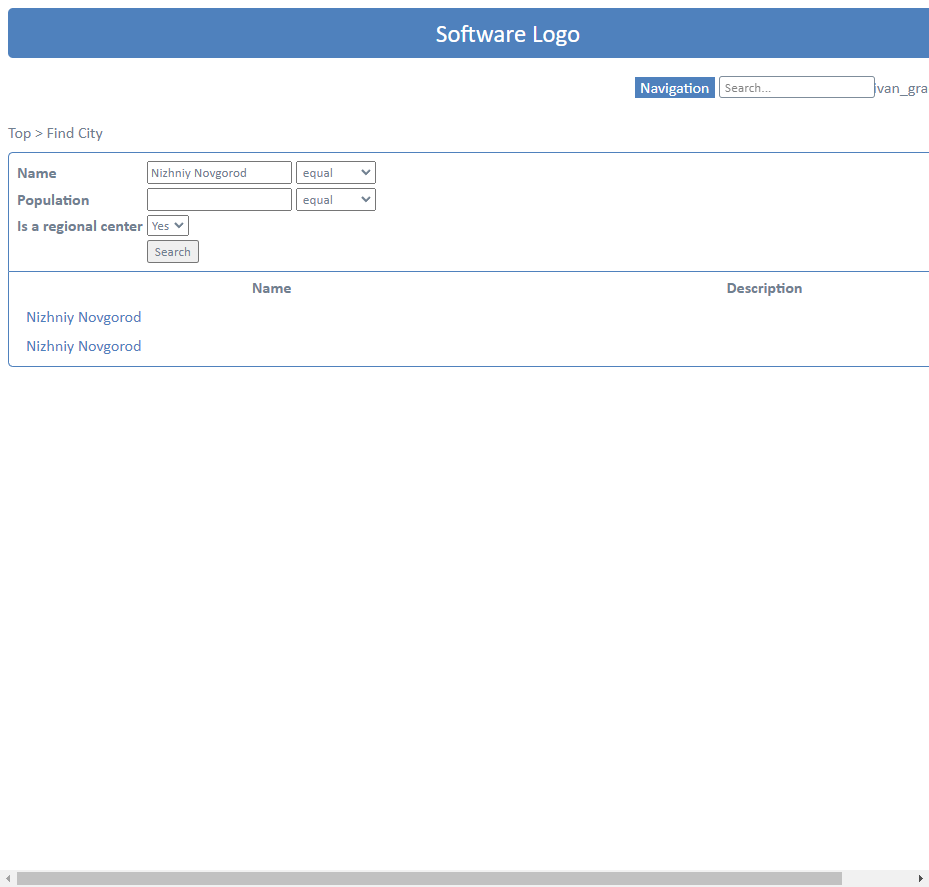 Software Logo
Navigation Search... ivan_gra
Top > Find City
Name Nizhniy Novgorod equal
Population equal
Is a regional center Yes
Search
Name Description
Nizhniy Novgorod
Nizhniy Novgorod